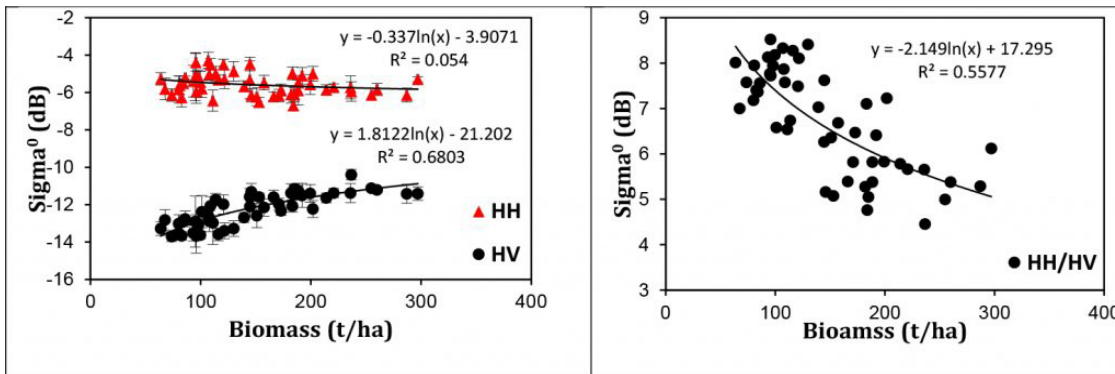 -2
-4
-6
-8
-10
-12
-14
-16
Sigma⁰ (dB)
y = -0.337ln(x) - 3.9071
R² = 0.054
y = 1.8122ln(x) - 21.202
R² = 0.6803
HH
HV
0 100 200 300 400
Biomass (t/ha)
9
8
7
6
5
4
3
Sigma⁰ (dB)
y = -2.149ln(x) + 17.295
R² = 0.5577
HH/HV
0 100 200 300 400
Bioamss (t/ha)